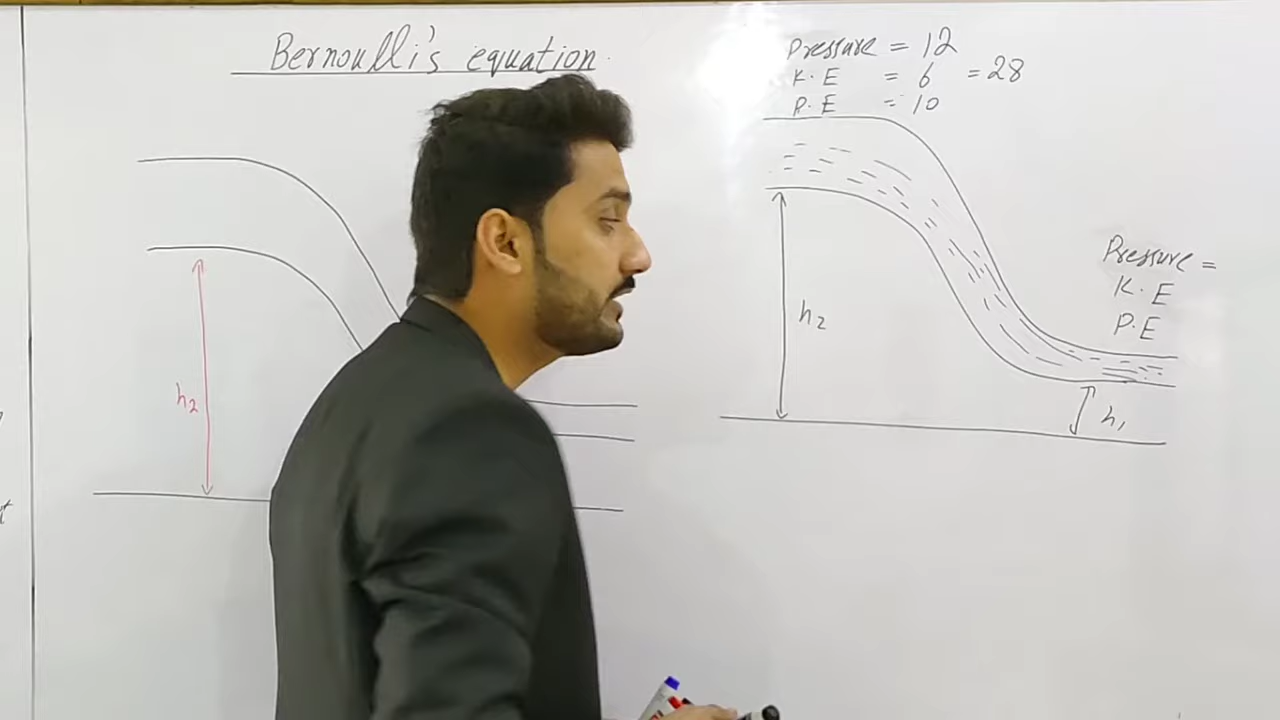 Bernoulli's equation
h2
Pressure = 12
K.E = 6 = 28
P.E = 10
h2
Pressure =
K.E
P.E
h1